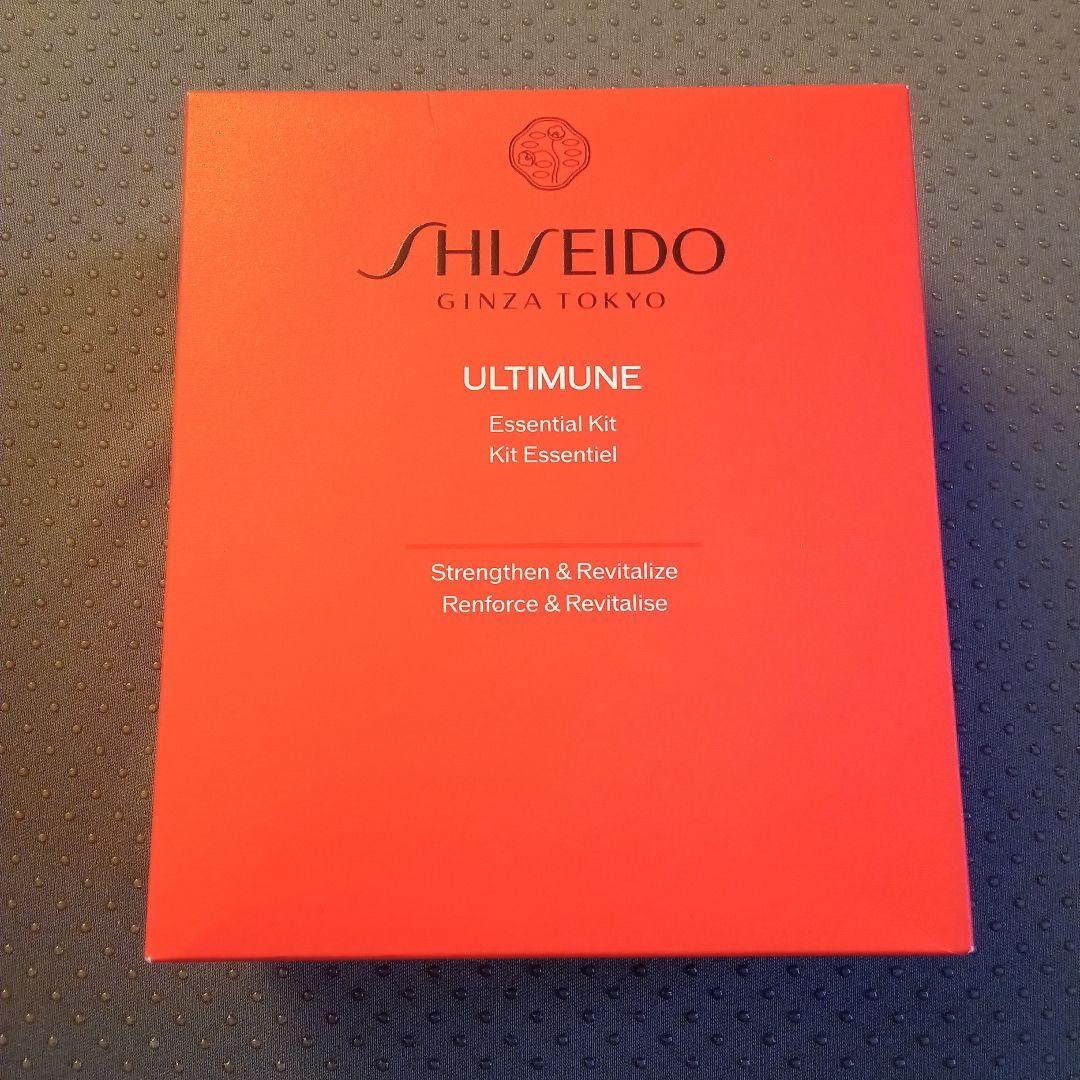 SHISEIDO
GINZA TOKYO
ULTIMUNE
Essential Kit
Kit Essentiel
Strengthen & Revitalize
Renforce & Revitalise